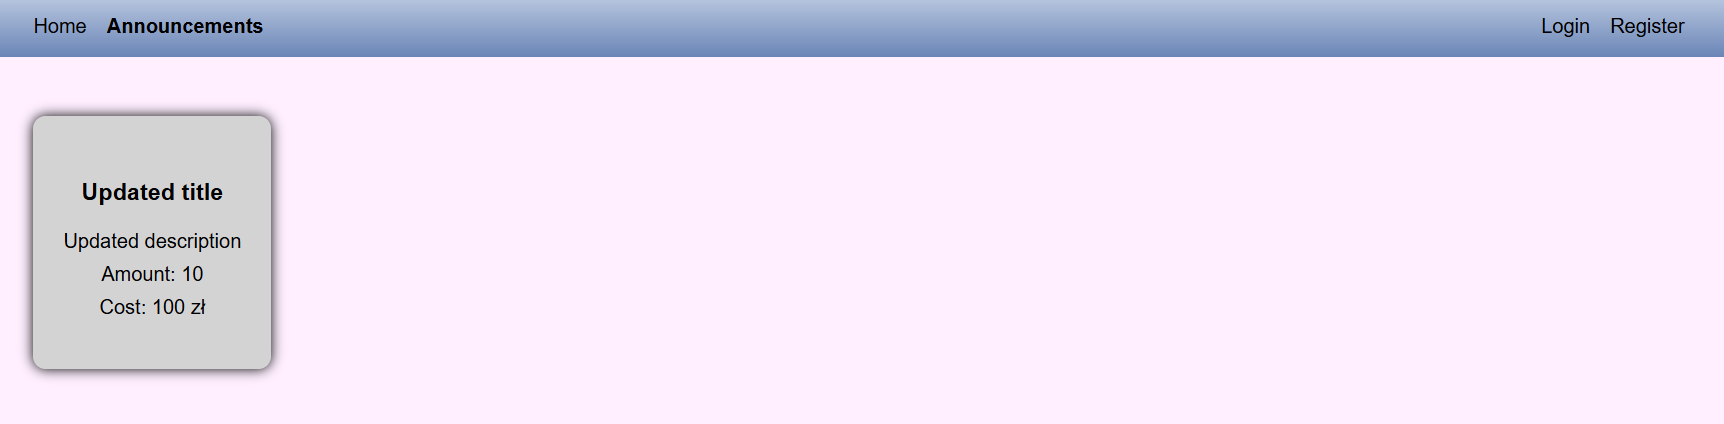 Home Announcements Login Register
Updated title
Updated description
Amount: 10
Cost: 100 zł